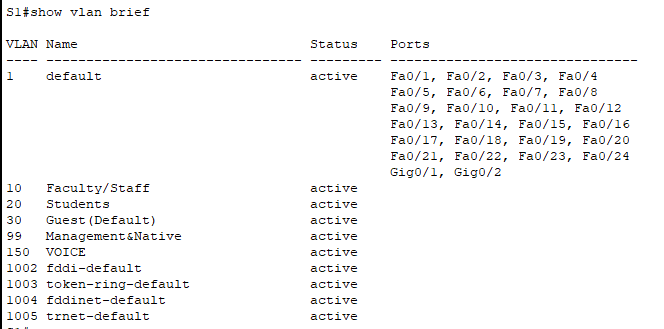 S1#show vlan brief
VLAN Name                             Status    Ports
---- -------------------------------- --------- -------------------------------
1    default                          active    Fa0/1, Fa0/2, Fa0/3, Fa0/4
                                                Fa0/5, Fa0/6, Fa0/7, Fa0/8
                                                Fa0/9, Fa0/10, Fa0/11, Fa0/12
                                                Fa0/13, Fa0/14, Fa0/15, Fa0/16
                                                Fa0/17, Fa0/18, Fa0/19, Fa0/20
                                                Fa0/21, Fa0/22, Fa0/23, Fa0/24
                                                Gig0/1, Gig0/2
10   Faculty/Staff                    active
20   Students                         active
30   Guest(Default)                   active
99   Management&Native                active
150  VOICE                            active
1002 fddi-default                     active
1003 token-ring-default               active
1004 fddinet-default                  active
1005 trnet-default                    active
S1#